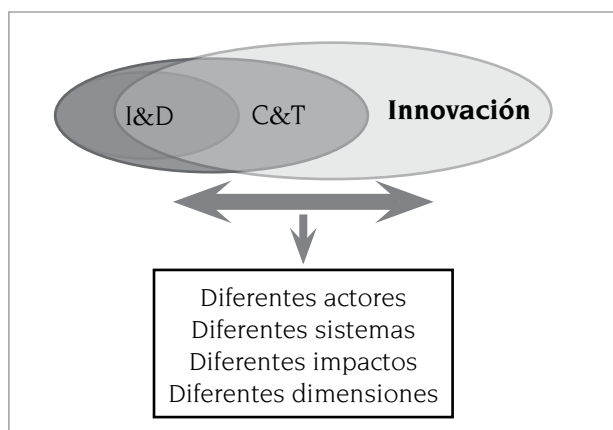 I&D C&T Innovación
Diferentes actores
Diferentes sistemas
Diferentes impactos
Diferentes dimensiones